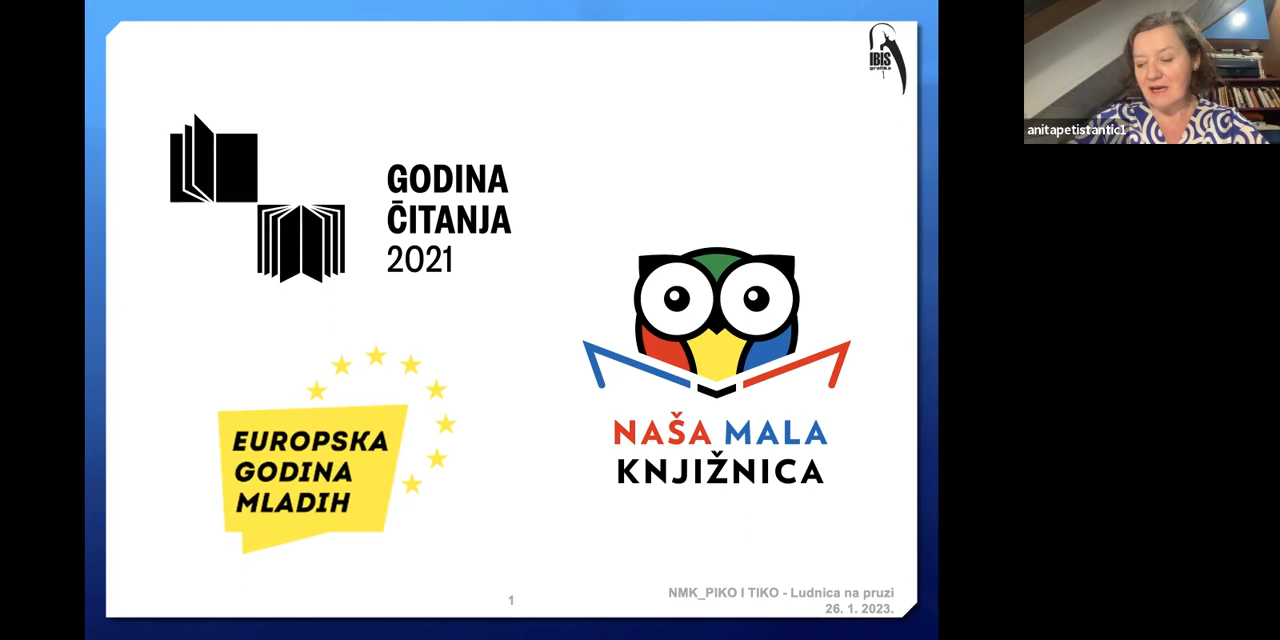 IBIS
grafika
anitapetistantic1
GODINA
ČITANJA
2021
EUROPSKA
GODINA
MLADIH
NAŠA MALA
KNJIŽNICA
1
NMK_PIKO I TIKO - Ludnica na pruzi
26. 1. 2023.